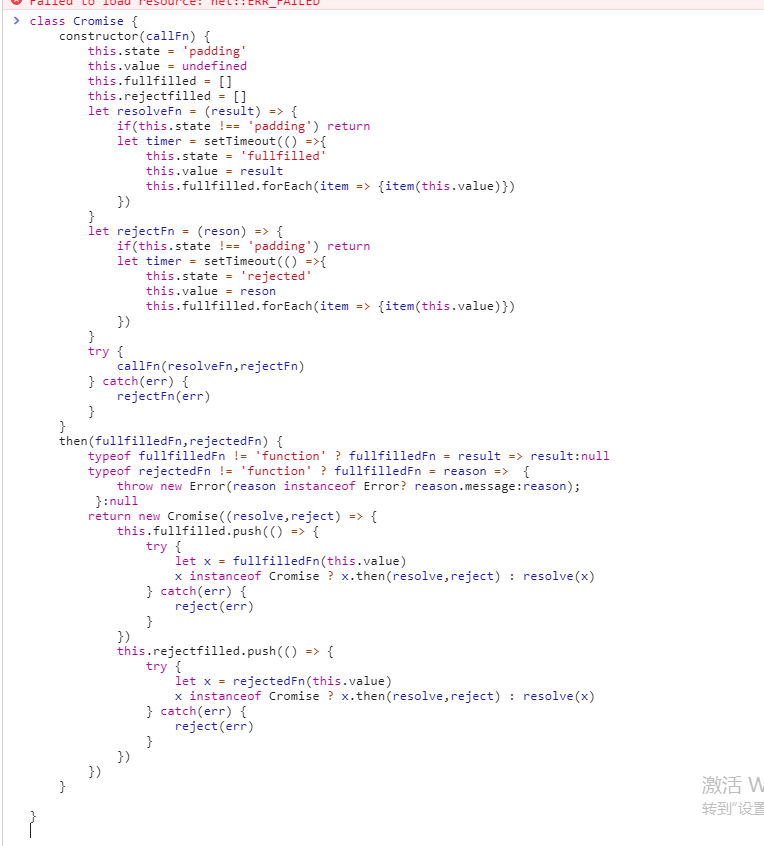 Failed to load resource: net::ERR_FAILED
> class Cromise {
    constructor(callFn) {
        this.state = 'padding'
        this.value = undefined
        this.fullfilled = []
        this.rejectfilled = []
        let resolveFn = (result) => {
            if(this.state !== 'padding') return
            let timer = setTimeout(() =>{
                this.state = 'fullfilled'
                this.value = result
                this.fullfilled.forEach(item => {item(this.value)})
            })
        }
        let rejectFn = (reson) => {
            if(this.state !== 'padding') return
            let timer = setTimeout(() =>{
                this.state = 'rejected'
                this.value = reson
                this.fullfilled.forEach(item => {item(this.value)})
            })
        }
        try {
            callFn(resolveFn,rejectFn)
        } catch(err) {
            rejectFn(err)
        }
    }
    then(fullfilledFn,rejectedFn) {
        typeof fullfilledFn != 'function' ? fullfilledFn = result => result:null
        typeof rejectedFn != 'function' ? fullfilledFn = reason =>  {
            throw new Error(reason instanceof Error? reason.message:reason);
         }:null
        return new Cromise((resolve,reject) => {
            this.fullfilled.push(() => {
                try {
                    let x = fullfilledFn(this.value)
                    x instanceof Cromise ? x.then(resolve,reject) : resolve(x)
                } catch(err) {
                    reject(err)
                }
            })
            this.rejectfilled.push(() => {
                try {
                    let x = rejectedFn(this.value)
                    x instanceof Cromise ? x.then(resolve,reject) : resolve(x)
                } catch(err) {
                    reject(err)
                }
            })
        })
    }
激活 W
转到"设置
}